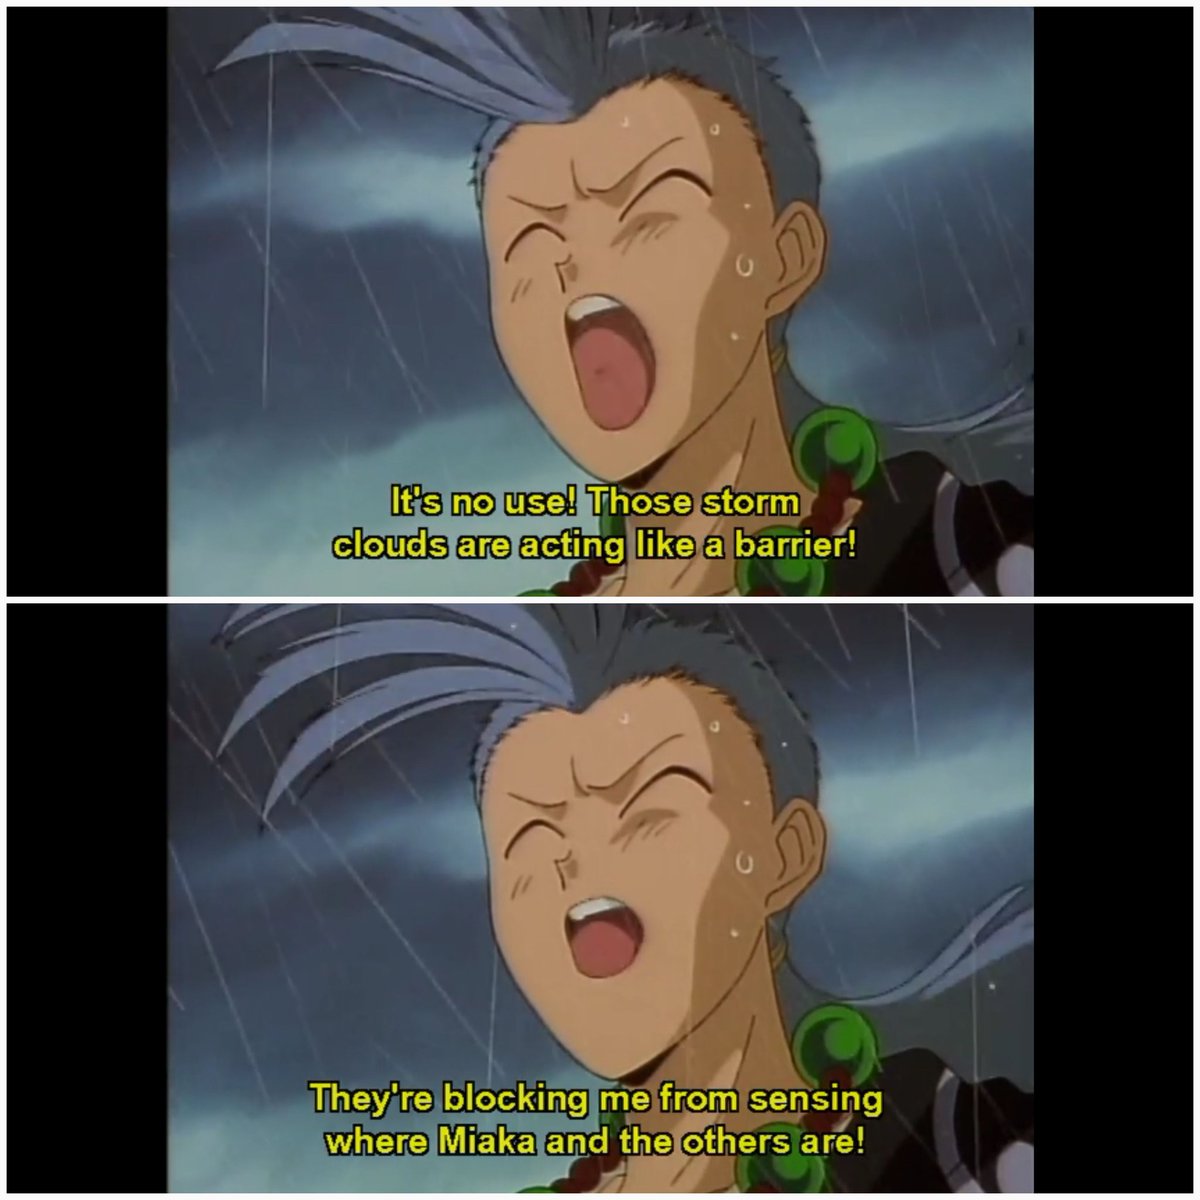 It's no use! Those storm
clouds are acting like a barrier!
They're blocking me from sensing
where Miaka and the others are!